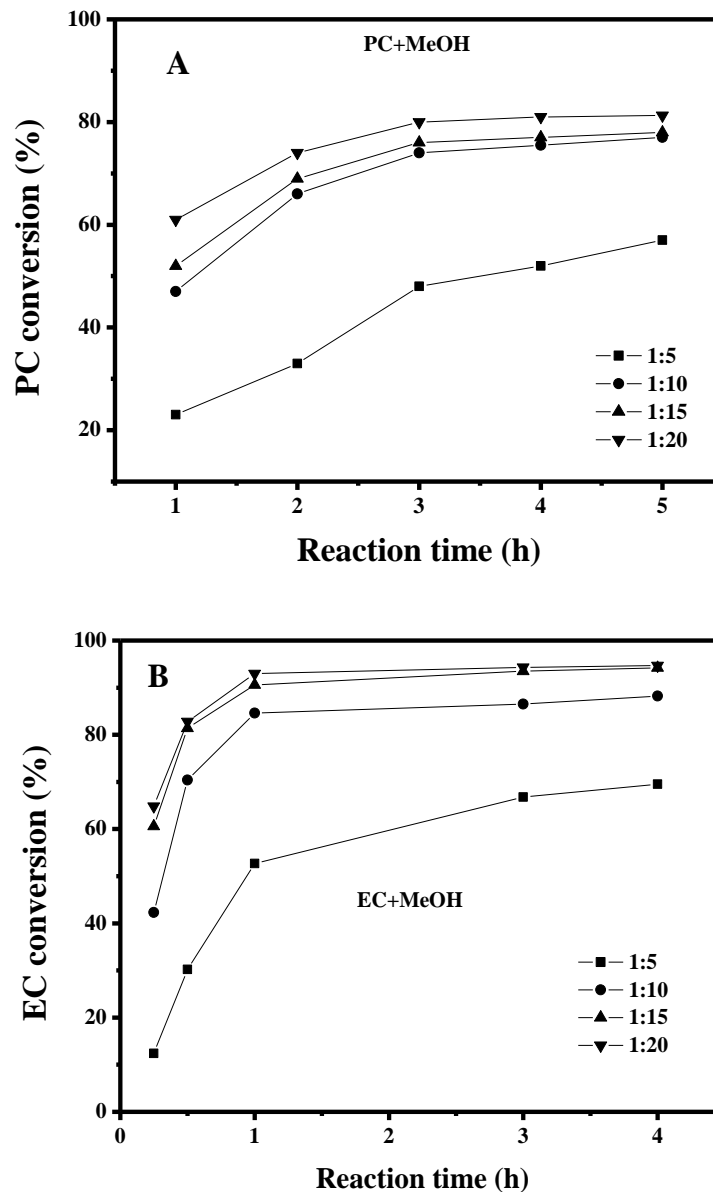 100
80
60
40
20
PC conversion (%)
A
PC+MeOH
1:5
1:10
1:15
1:20
1 2 3 4 5
Reaction time (h)
100
80
60
40
20
0
EC conversion (%)
B
EC+MeOH
1:5
1:10
1:15
1:20
0 1 2 3 4
Reaction time (h)